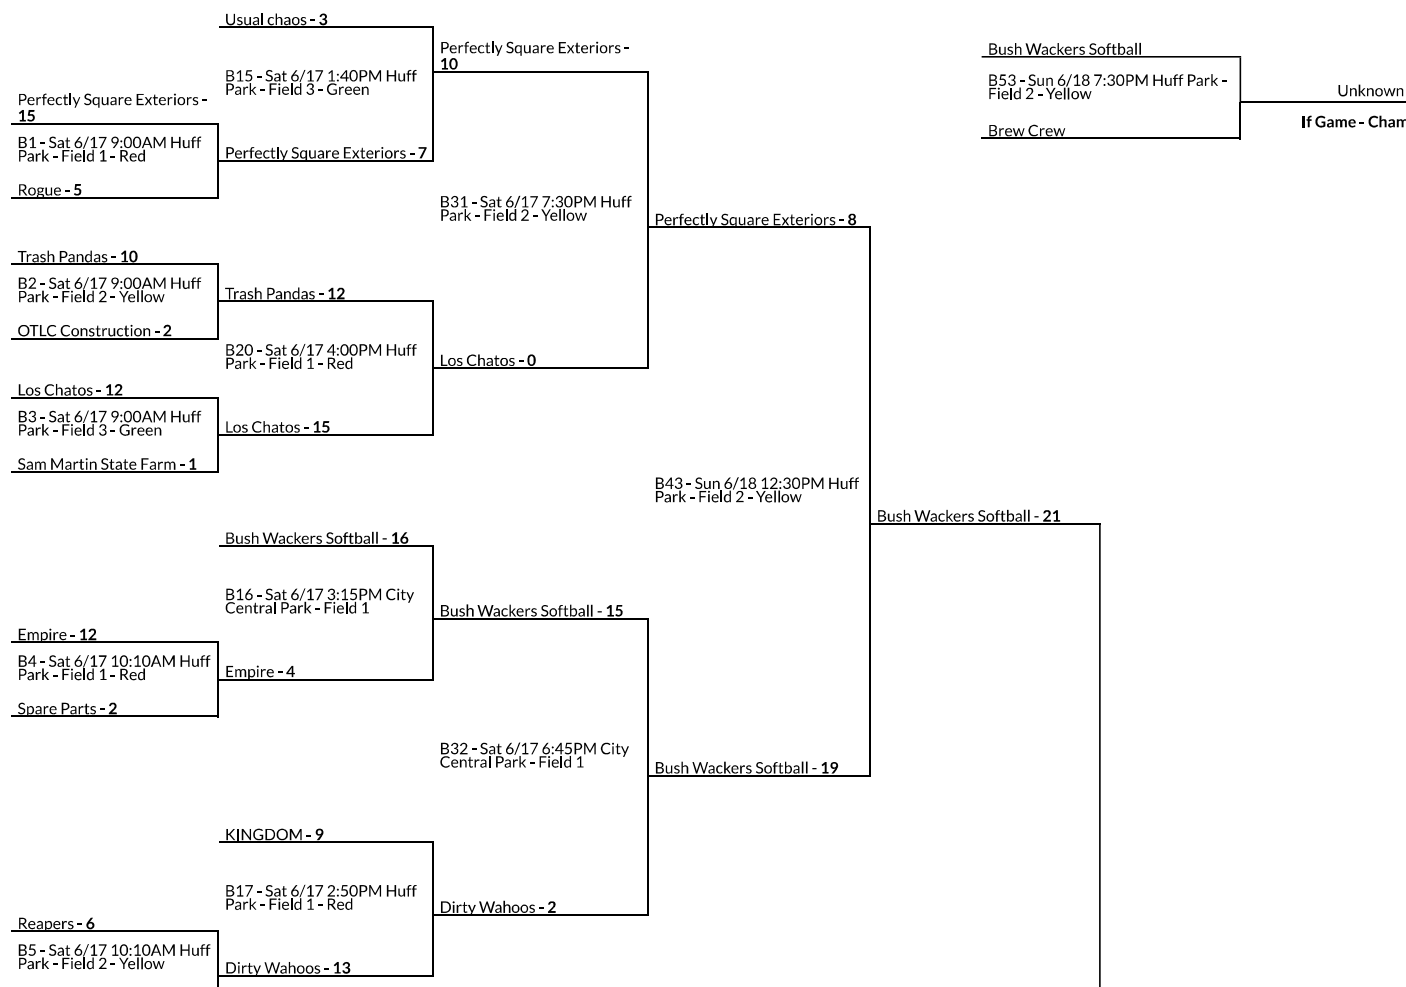 Usual chaos - 3
B15 - Sat 6/17 1:40PM Huff
Park - Field 3 - Green
Perfectly Square Exteriors -
10
Perfectly Square Exteriors -
15
B1 - Sat 6/17 9:00AM Huff
Park - Field 1 - Red
Rogue - 5
Perfectly Square Exteriors - 7
B31 - Sat 6/17 7:30PM Huff
Park - Field 2 - Yellow
Perfectly Square Exteriors - 8
Trash Pandas - 10
B2 - Sat 6/17 9:00AM Huff
Park - Field 2 - Yellow
OTLC Construction - 2
Trash Pandas - 12
B20 - Sat 6/17 4:00PM Huff
Park - Field 1 - Red
Los Chatos - 0
Los Chatos - 12
B3 - Sat 6/17 9:00AM Huff
Park - Field 3 - Green
Sam Martin State Farm - 1
Los Chatos - 15
B43 - Sun 6/18 12:30PM Huff
Park - Field 2 - Yellow
Bush Wackers Softball - 21
Bush Wackers Softball - 16
B16 - Sat 6/17 3:15PM City
Central Park - Field 1
Bush Wackers Softball - 15
Empire - 12
B4 - Sat 6/17 10:10AM Huff
Park - Field 1 - Red
Spare Parts - 2
Empire - 4
B32 - Sat 6/17 6:45PM City
Central Park - Field 1
Bush Wackers Softball - 19
KINGDOM - 9
B17 - Sat 6/17 2:50PM Huff
Park - Field 1 - Red
Dirty Wahoos - 2
Reapers - 6
B5 - Sat 6/17 10:10AM Huff
Park - Field 2 - Yellow
Dirty Wahoos - 13
Bush Wackers Softball
B53 - Sun 6/18 7:30PM Huff Park -
Field 2 - Yellow
Brew Crew
Unknown
If Game - Cham